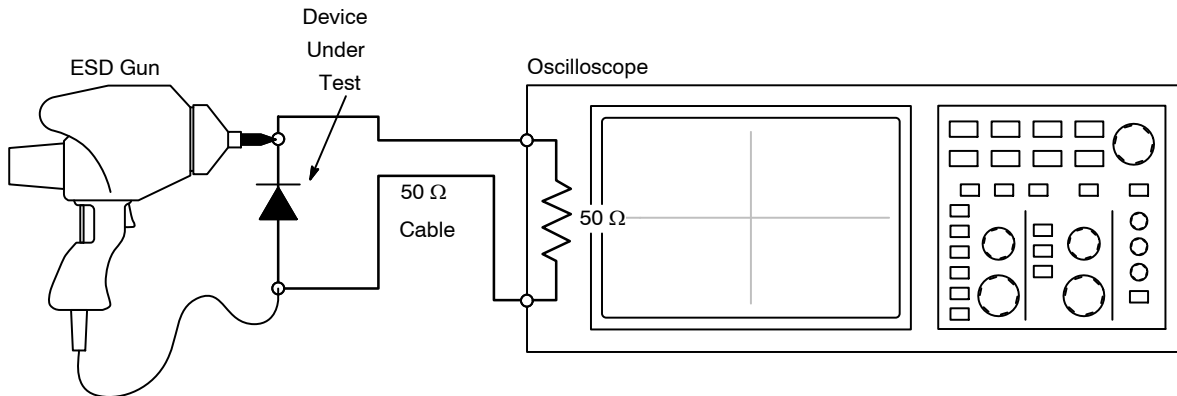 Device
Under
Test
ESD Gun
Oscilloscope
50 Ω
Cable
50 Ω